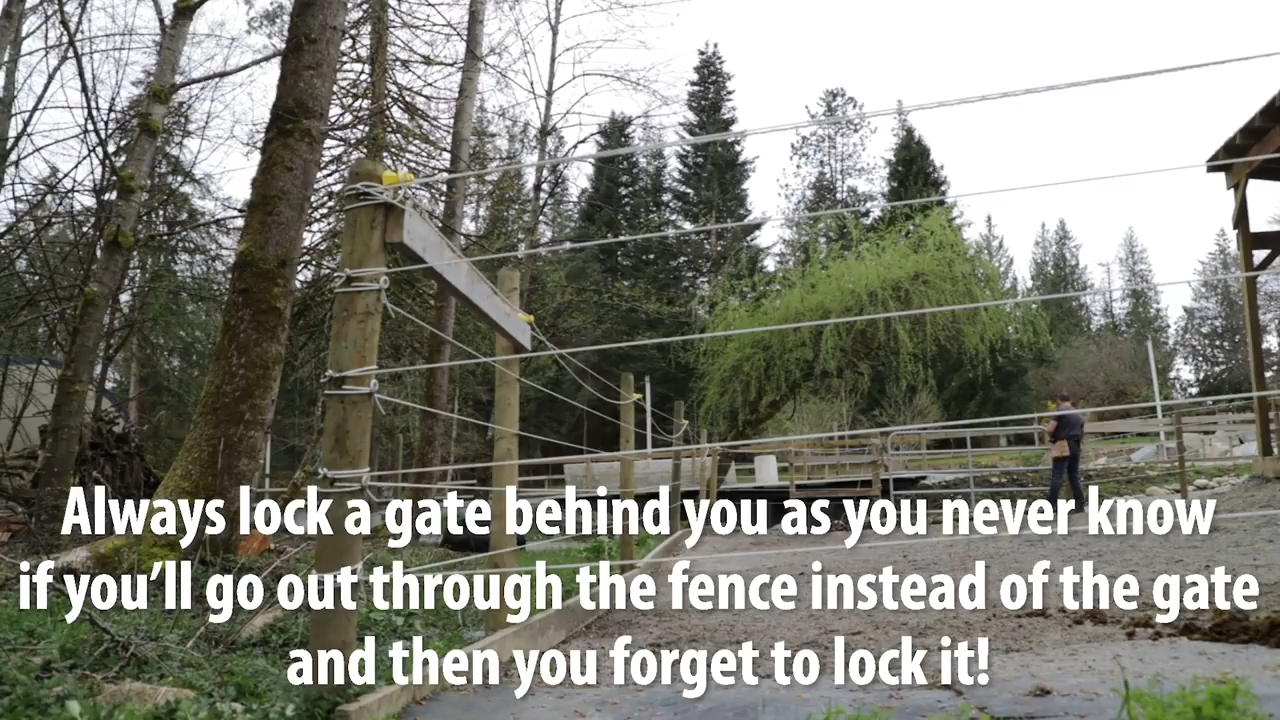 Always lock a gate behind you as you never know
if you’ll go out through the fence instead of the gate
and then you forget to lock it!